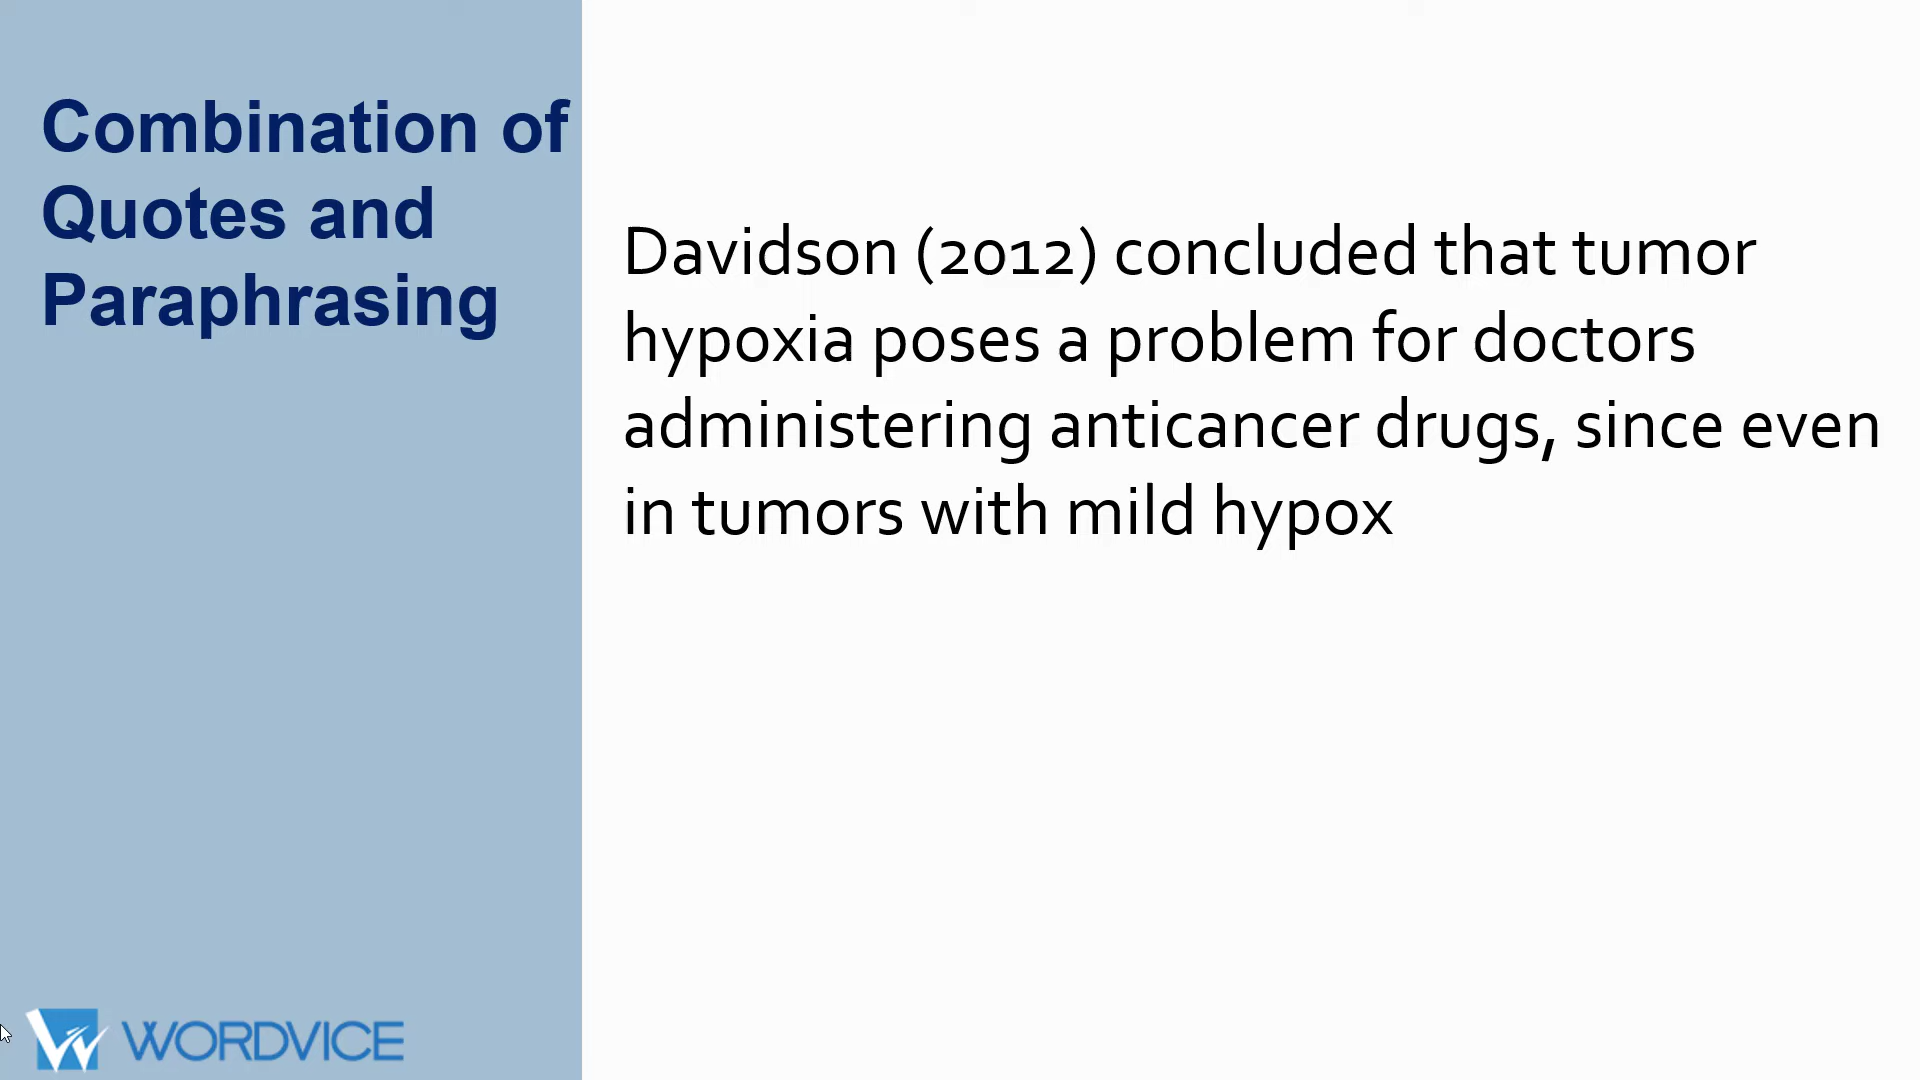 Combination of
Quotes and
Paraphrasing
Davidson (2012) concluded that tumor
hypoxia poses a problem for doctors
administering anticancer drugs, since even
in tumors with mild hypox
WORDVICE